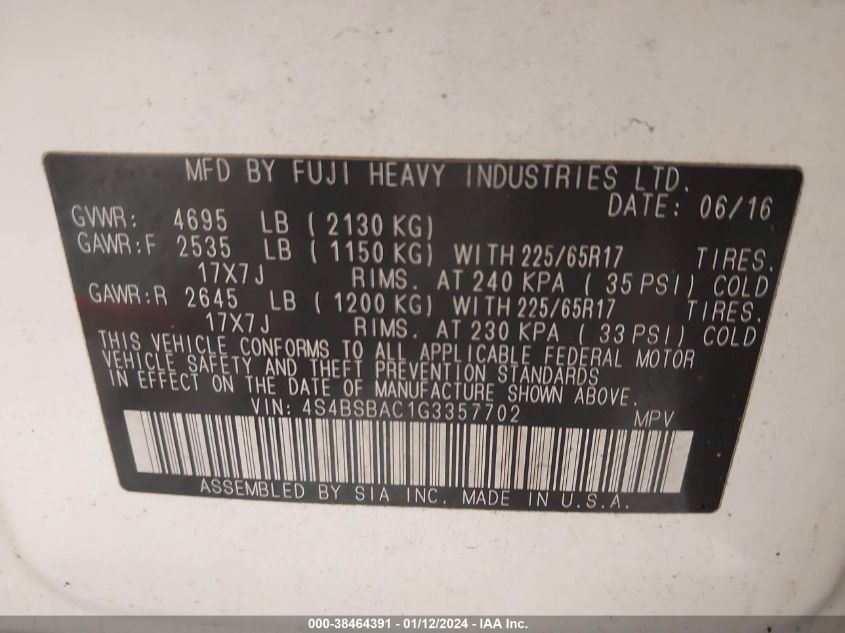 MFD BY FUJI HEAVY INDUSTRIES LTD.
DATE: 06/16
GVWR: 4695 LB ( 2130 KG)
GAWR:F 2535 LB ( 1150 KG) WITH 225/65R17 TIRES.
17X7J RIMS. AT 240 KPA ( 35 PSI) COLD
GAWR:R 2645 LB ( 1200 KG) WITH 225/65R17 TIRES.
17X7J RIMS. AT 230 KPA ( 33 PSI) COLD
THIS VEHICLE CONFORMS TO ALL APPLICABLE FEDERAL MOTOR
VEHICLE SAFETY AND THEFT PREVENTION STANDARDS
IN EFFECT ON THE DATE OF MANUFACTURE SHOWN ABOVE.
VIN: 4S4BSBAC1G3357702 MPV
ASSEMBLED BY SIA INC. MADE IN U.S.A.
000-38464391 - 01/12/2024 - IAA Inc.